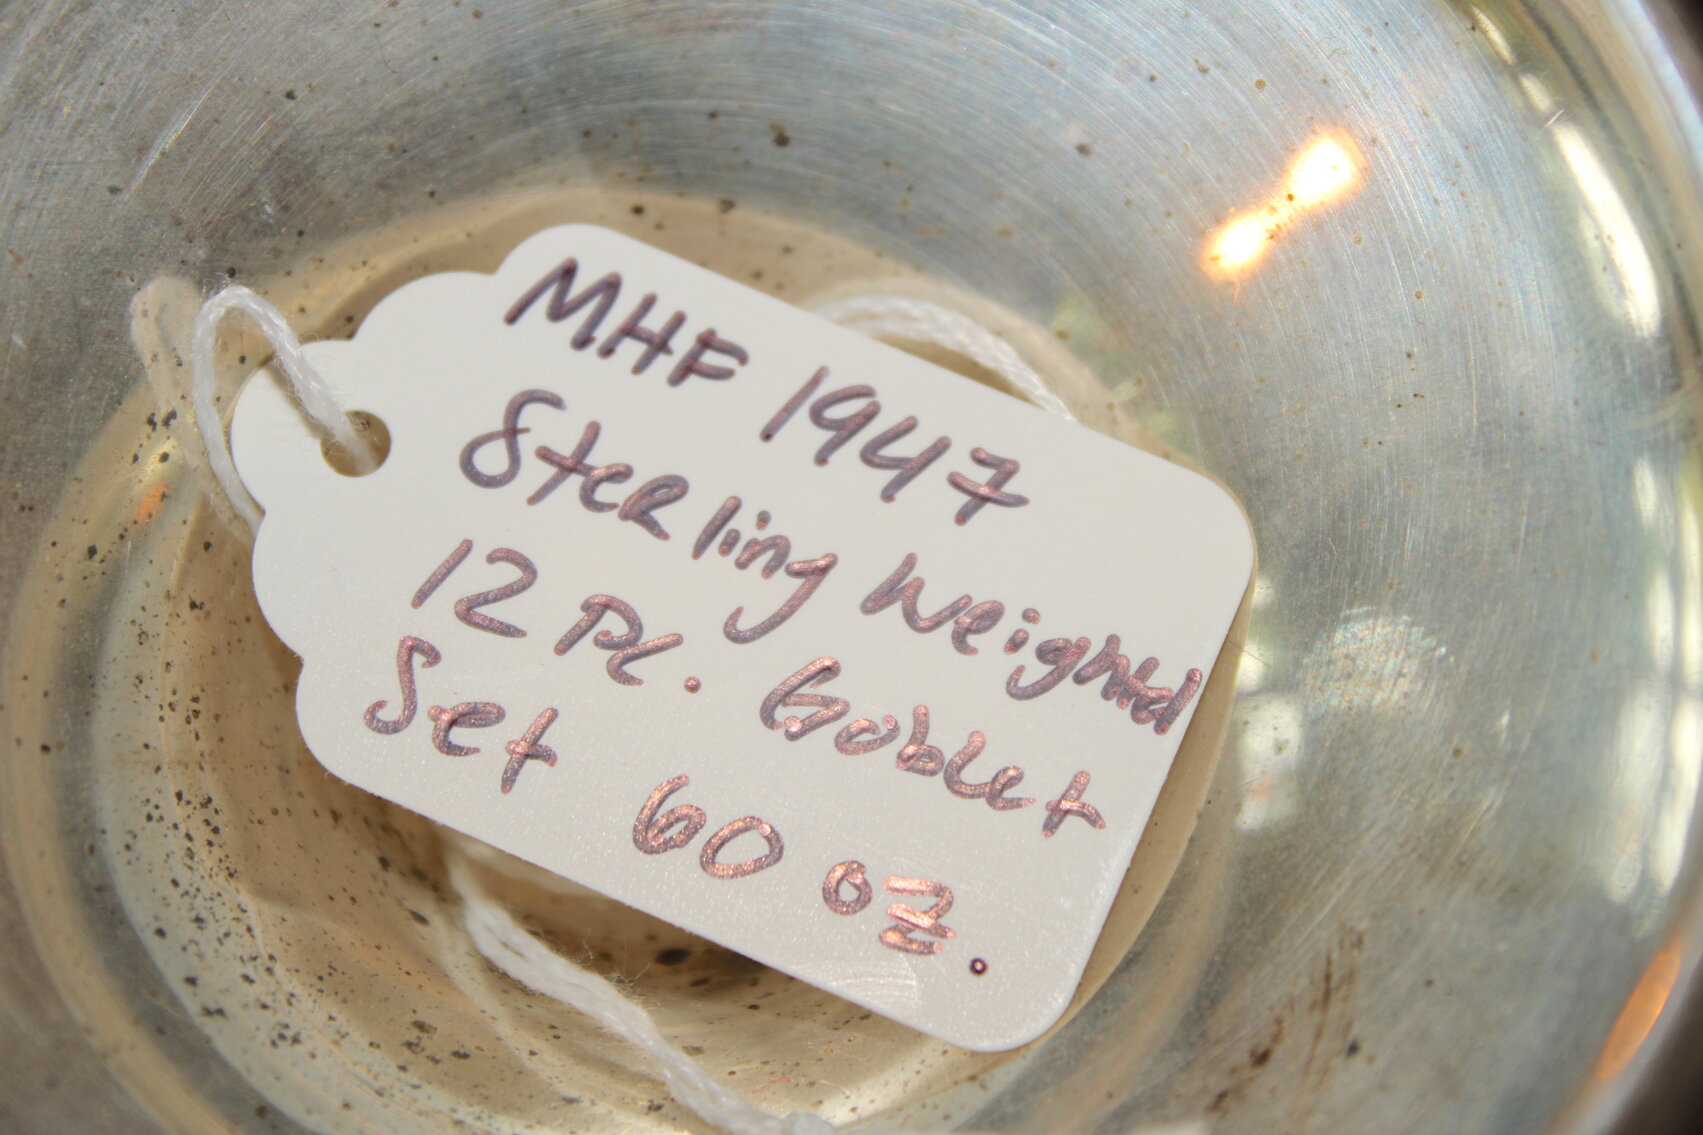 MHF 1947
Sterling Weighted
12 Pc. Goblet
Set 60 oz.